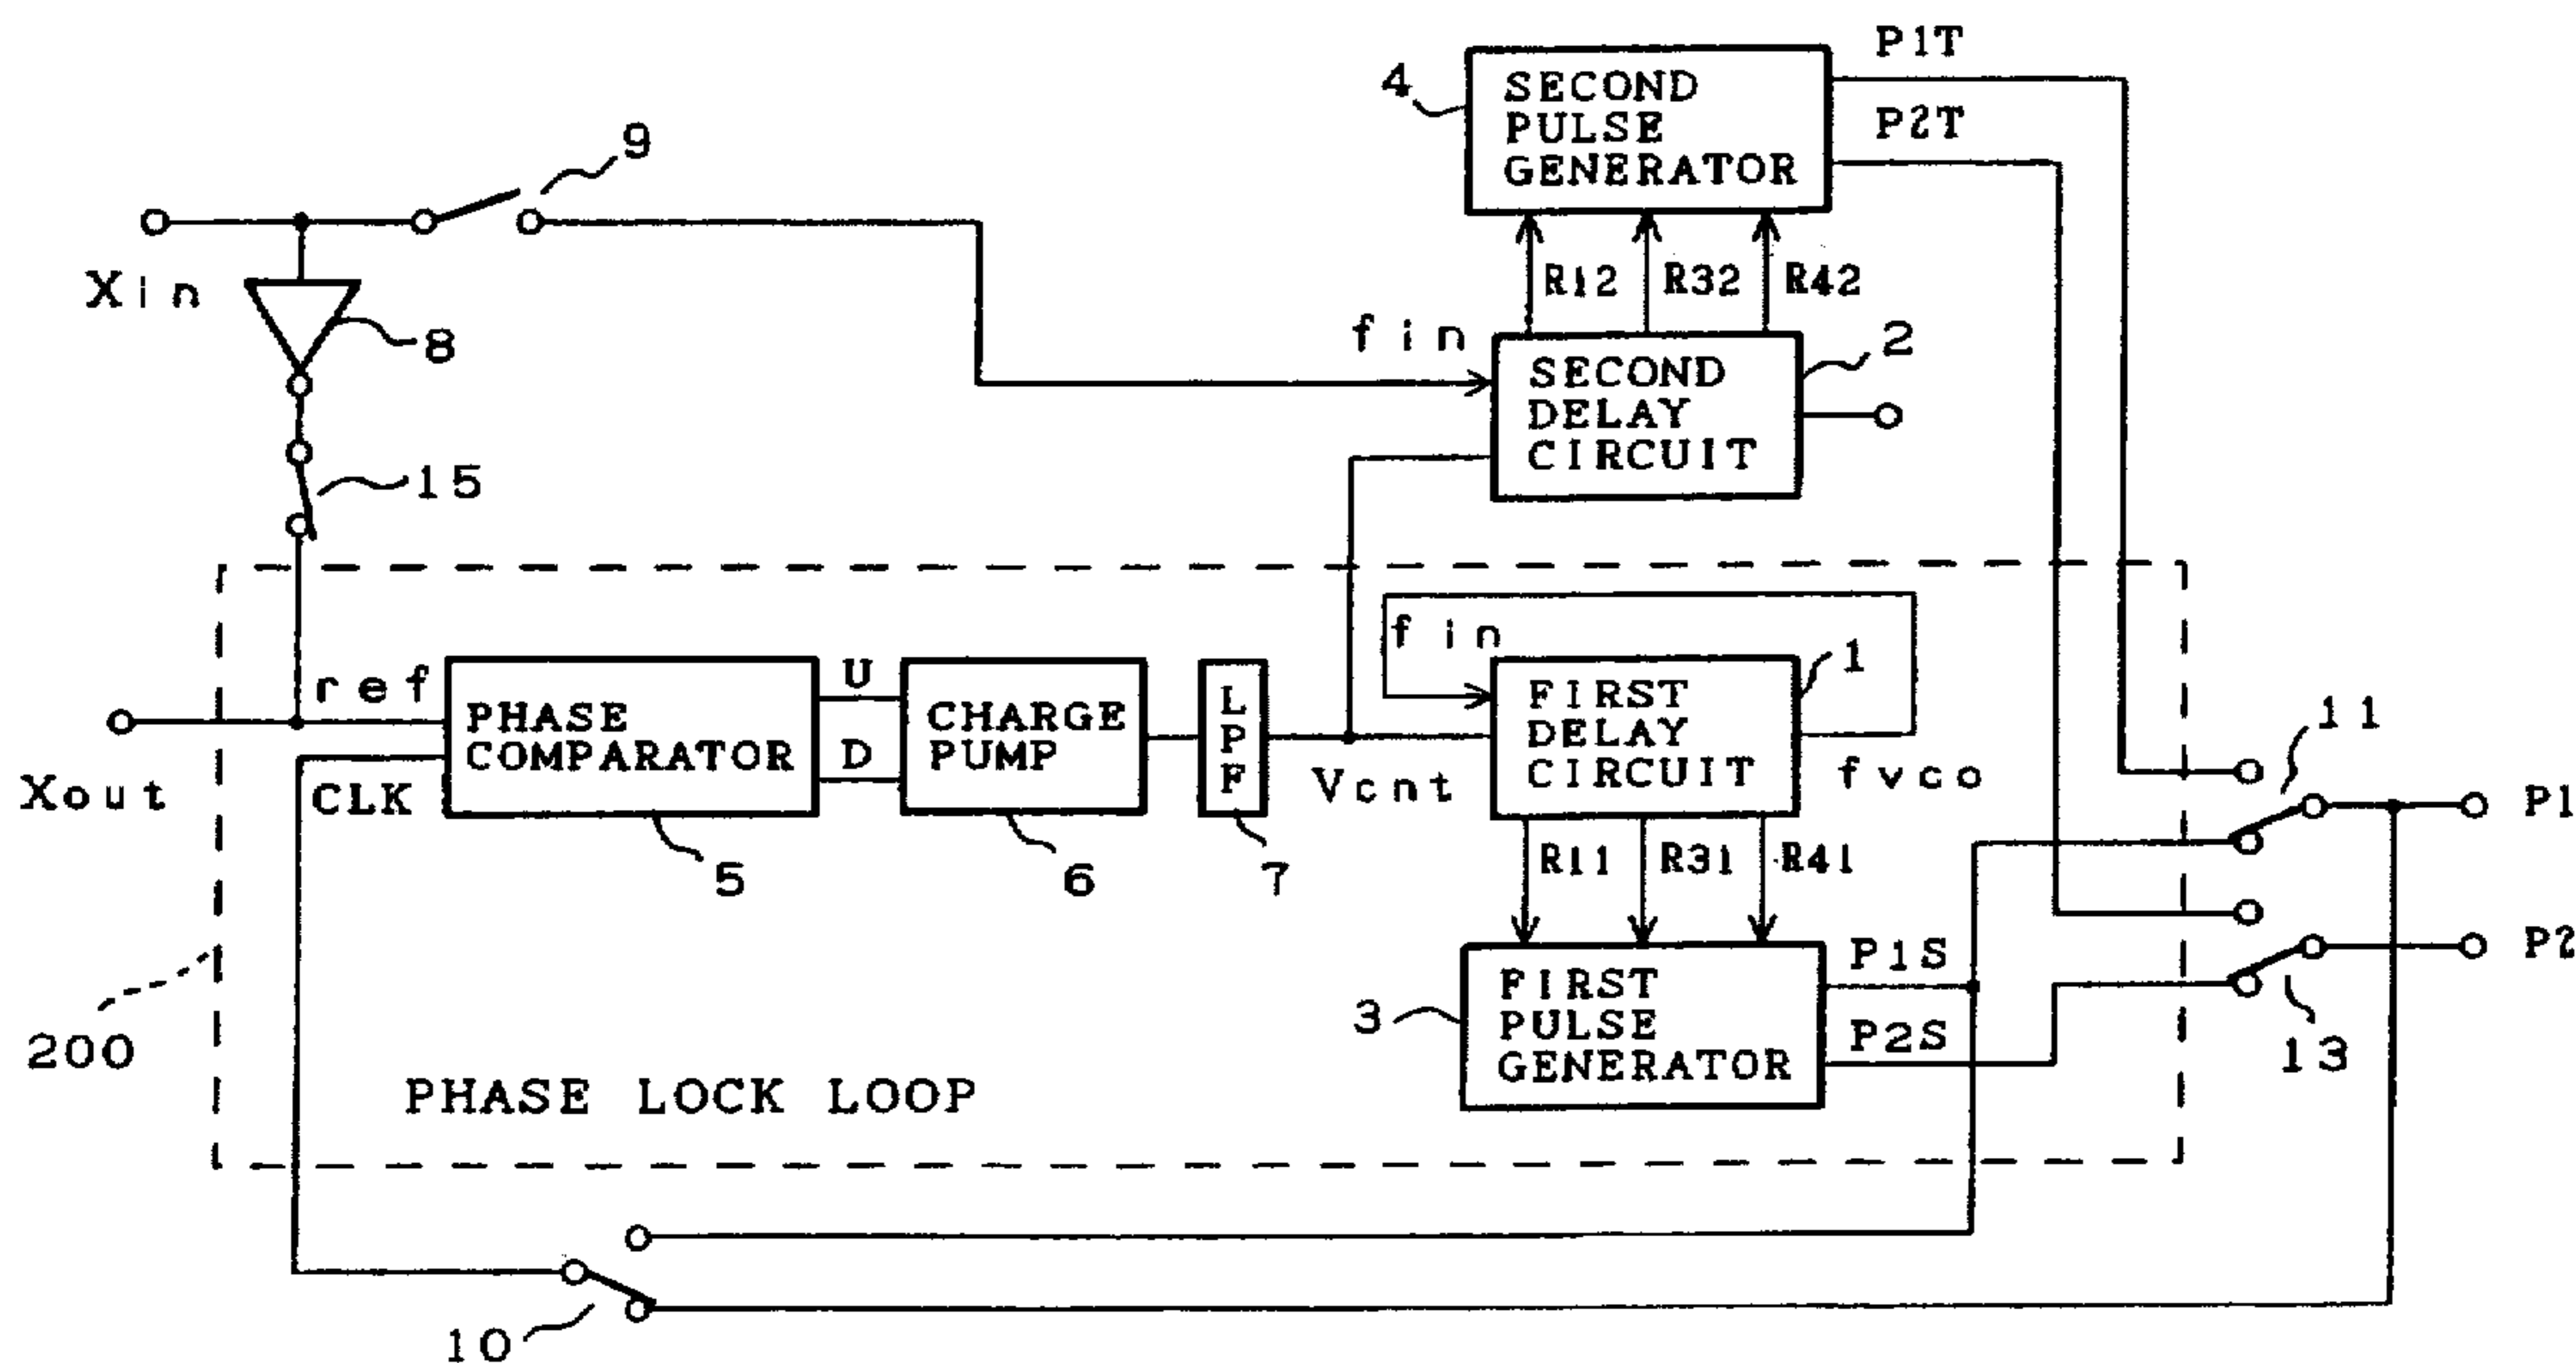 P1T
4
SECOND
PULSE
GENERATOR
P2T
9
Xin
8
R12
R32
R42
fin
SECOND
DELAY
CIRCUIT
2
15
fin
ref
PHASE
COMPARATOR
U
D
CHARGE
PUMP
LPF
FIRST
DELAY
CIRCUIT
1
11
Xout
CLK
Vcnt
fvco
P1
5
6
7
R11
R31
R41
P1S
P2
200
3
FIRST
PULSE
GENERATOR
P2S
13
PHASE LOCK LOOP
10